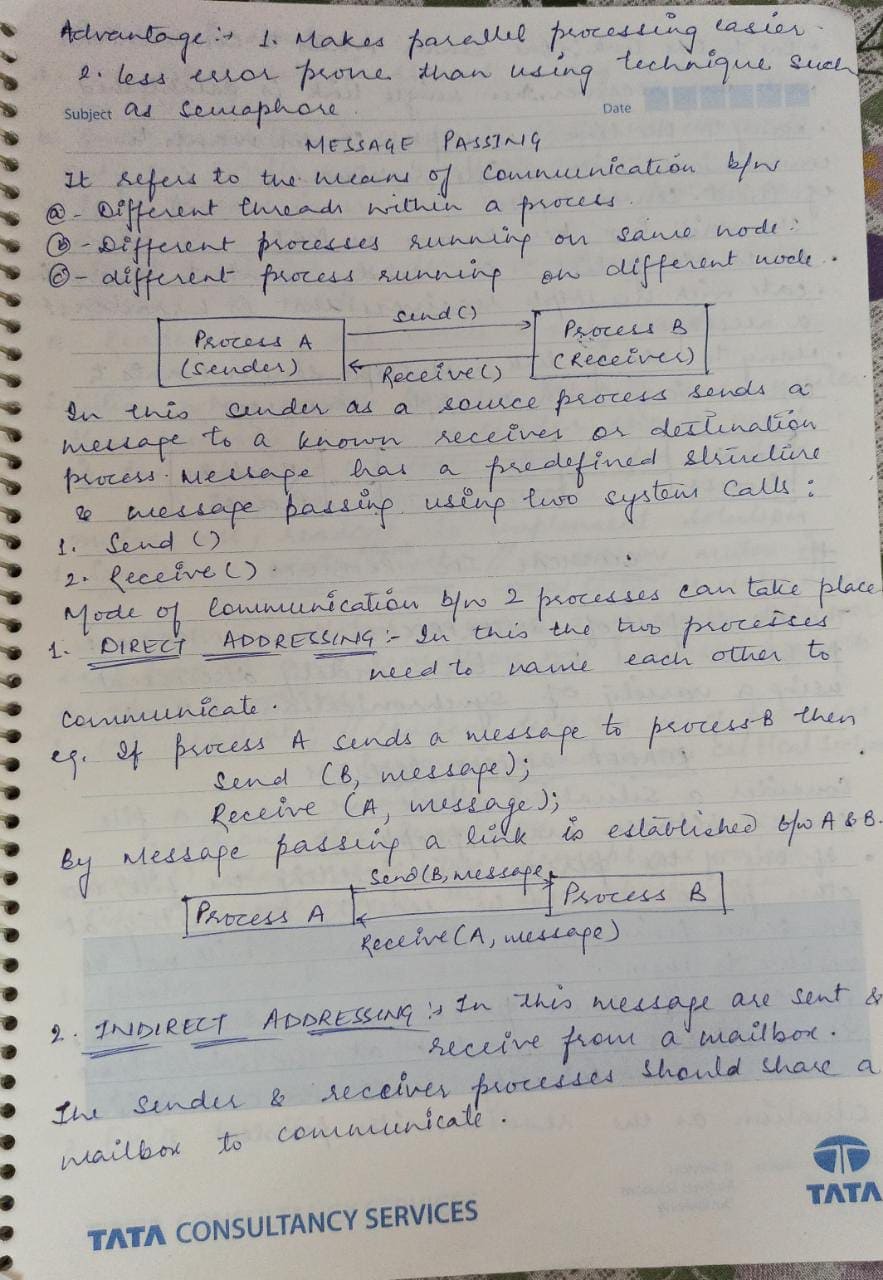 Advantage :→ 1. Makes parallel processing easier.
2. less error prone than using technique such
Subject as semaphore. Date
MESSAGE PASSING
It refers to the means of communication b/w
ⓐ - Different threads within a process.
ⓑ - Different processes running on same node.
ⓒ - different process running on different node.
Process A (Sender)
Send()
Receive()
Process B (Receiver)
In this sender as a source process sends a
message to a known receiver or destination
process. Message has a predefined structure
& message passing using two system calls:
1. Send ()
2. Receive().
Mode of communication b/w 2 processes can take place
1. DIRECT ADDRESSING :- In this the two processes
need to name each other to
communicate.
eg. If process A sends a message to process-B then
Send (B, message);
Receive (A, message);
By Message passing a link is established b/w A & B.
Process A
Send(B, message
Receive(A, message)
Process B
2. INDIRECT ADDRESSING :→ In this message are sent &
receive from a mailbox.
The sender & receiver processes should share a
mailbox to communicate.
TATA
TATA CONSULTANCY SERVICES